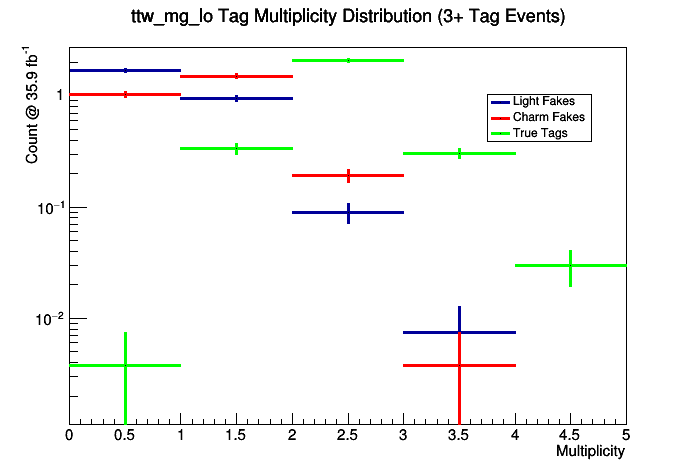 ttw_mg_lo Tag Multiplicity Distribution (3+ Tag Events)
Count @ 35.9 fb⁻¹
Light Fakes
Charm Fakes
True Tags
1
10⁻¹
10⁻²
0 0.5 1 1.5 2 2.5 3 3.5 4 4.5 5
Multiplicity